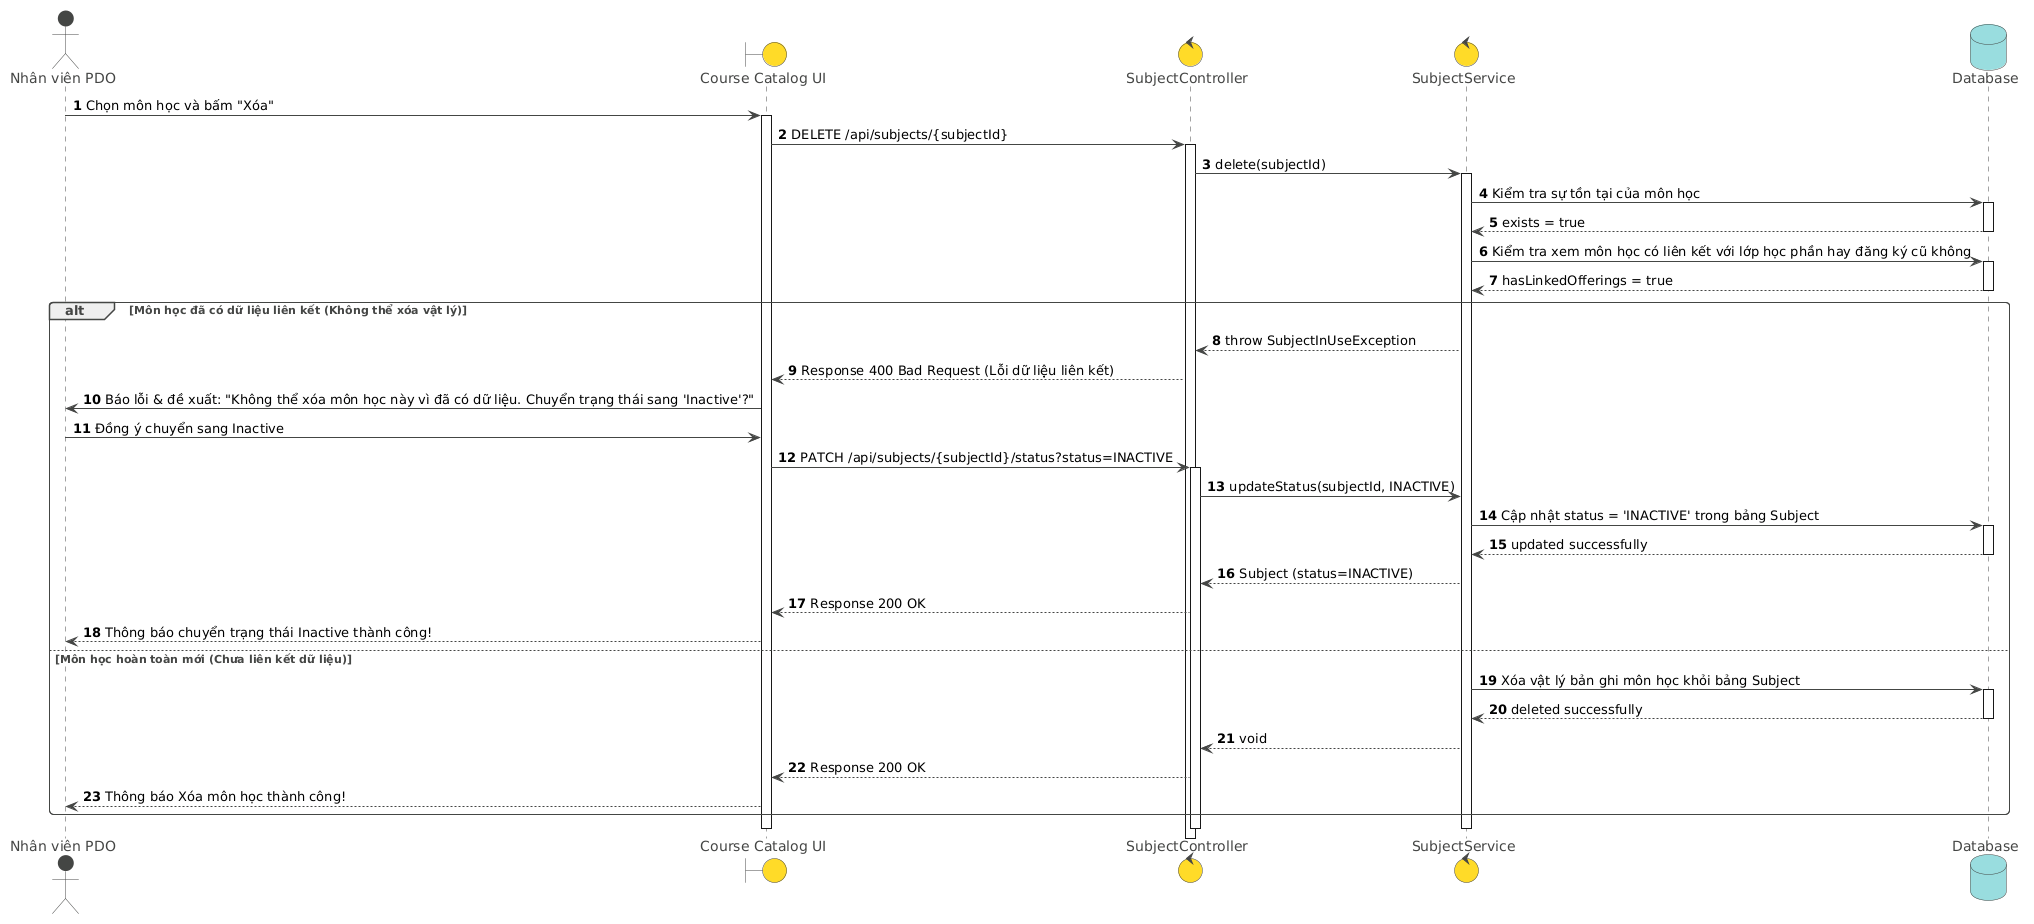 Nhân viên PDO
Course Catalog UI
SubjectController
SubjectService
Database
1 Chọn môn học và bấm "Xóa"
2 DELETE /api/subjects/{subjectId}
3 delete(subjectId)
4 Kiểm tra sự tồn tại của môn học
5 exists = true
6 Kiểm tra xem môn học có liên kết với lớp học phần hay đăng ký cũ không
7 hasLinkedOfferings = true
alt [Môn học đã có dữ liệu liên kết (Không thể xóa vật lý)]
8 throw SubjectInUseException
9 Response 400 Bad Request (Lỗi dữ liệu liên kết)
10 Báo lỗi & đề xuất: "Không thể xóa môn học này vì đã có dữ liệu. Chuyển trạng thái sang 'Inactive'?"
11 Đồng ý chuyển sang Inactive
12 PATCH /api/subjects/{subjectId}/status?status=INACTIVE
13 updateStatus(subjectId, INACTIVE)
14 Cập nhật status = 'INACTIVE' trong bảng Subject
15 updated successfully
16 Subject (status=INACTIVE)
17 Response 200 OK
18 Thông báo chuyển trạng thái Inactive thành công!
[Môn học hoàn toàn mới (Chưa liên kết dữ liệu)]
19 Xóa vật lý bản ghi môn học khỏi bảng Subject
20 deleted successfully
21 void
22 Response 200 OK
23 Thông báo Xóa môn học thành công!
Nhân viên PDO
Course Catalog UI
SubjectController
SubjectService
Database